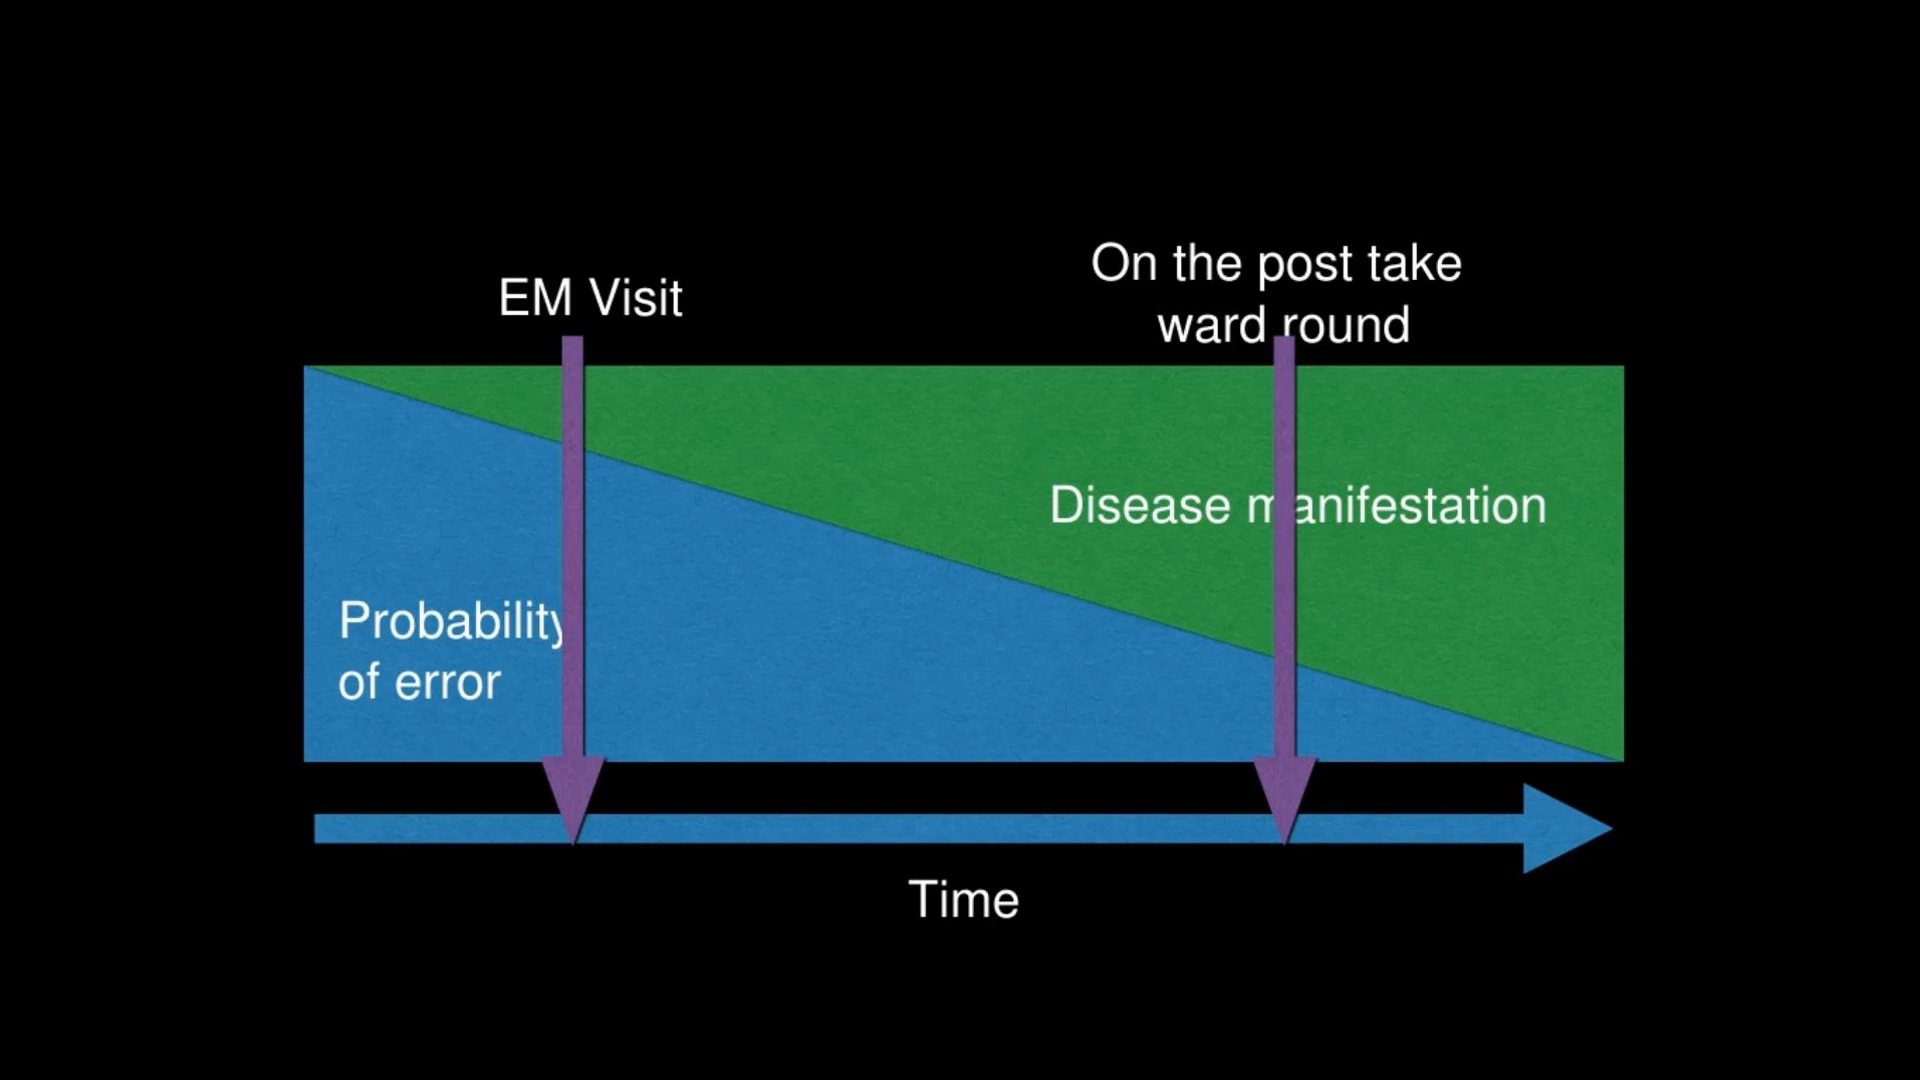 EM Visit
On the post take
ward round
Disease manifestation
Probability
of error
Time